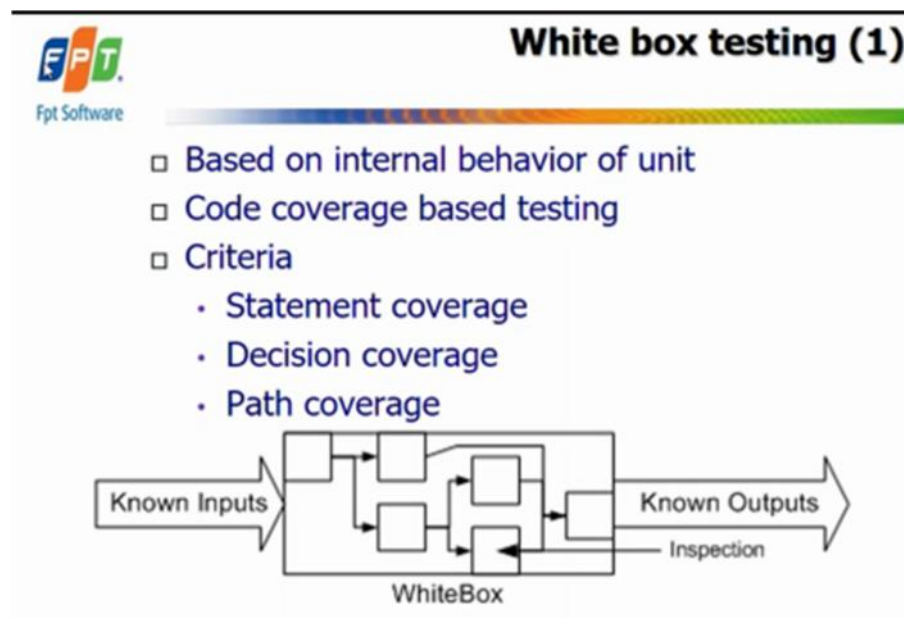 White box testing (1)
FPT
Fpt Software
Based on internal behavior of unit
Code coverage based testing
Criteria
Statement coverage
Decision coverage
Path coverage
Known Inputs
Known Outputs
Inspection
WhiteBox